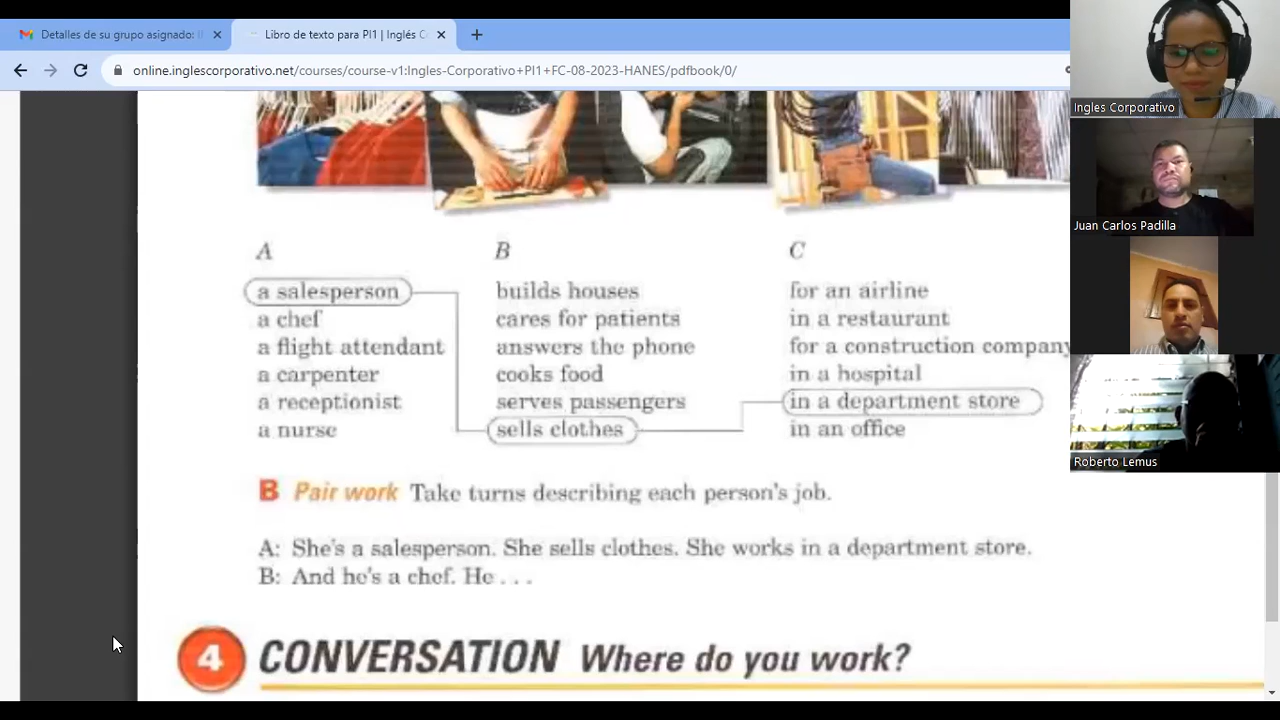 Detalles de su grupo asignado: I
Libro de texto para PI1 | Inglés C
online.inglescorporativo.net/courses/course-v1:Ingles-Corporativo+PI1+FC-08-2023-HANES/pdfbook/0/
Ingles Corporativo
Juan Carlos Padilla
Roberto Lemus
A B C
a salesperson builds houses for an airline
a chef cares for patients in a restaurant
a flight attendant answers the phone for a construction company
a carpenter cooks food in a hospital
a receptionist serves passengers in a department store
a nurse sells clothes in an office
B Pair work Take turns describing each person's job.
A: She's a salesperson. She sells clothes. She works in a department store.
B: And he's a chef. He . . .
4 CONVERSATION Where do you work?